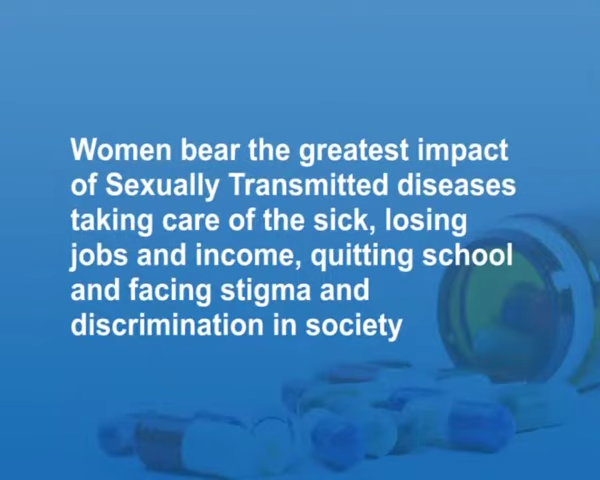 Women bear the greatest impact
of Sexually Transmitted diseases
taking care of the sick, losing
jobs and income, quitting school
and facing stigma and
discrimination in society